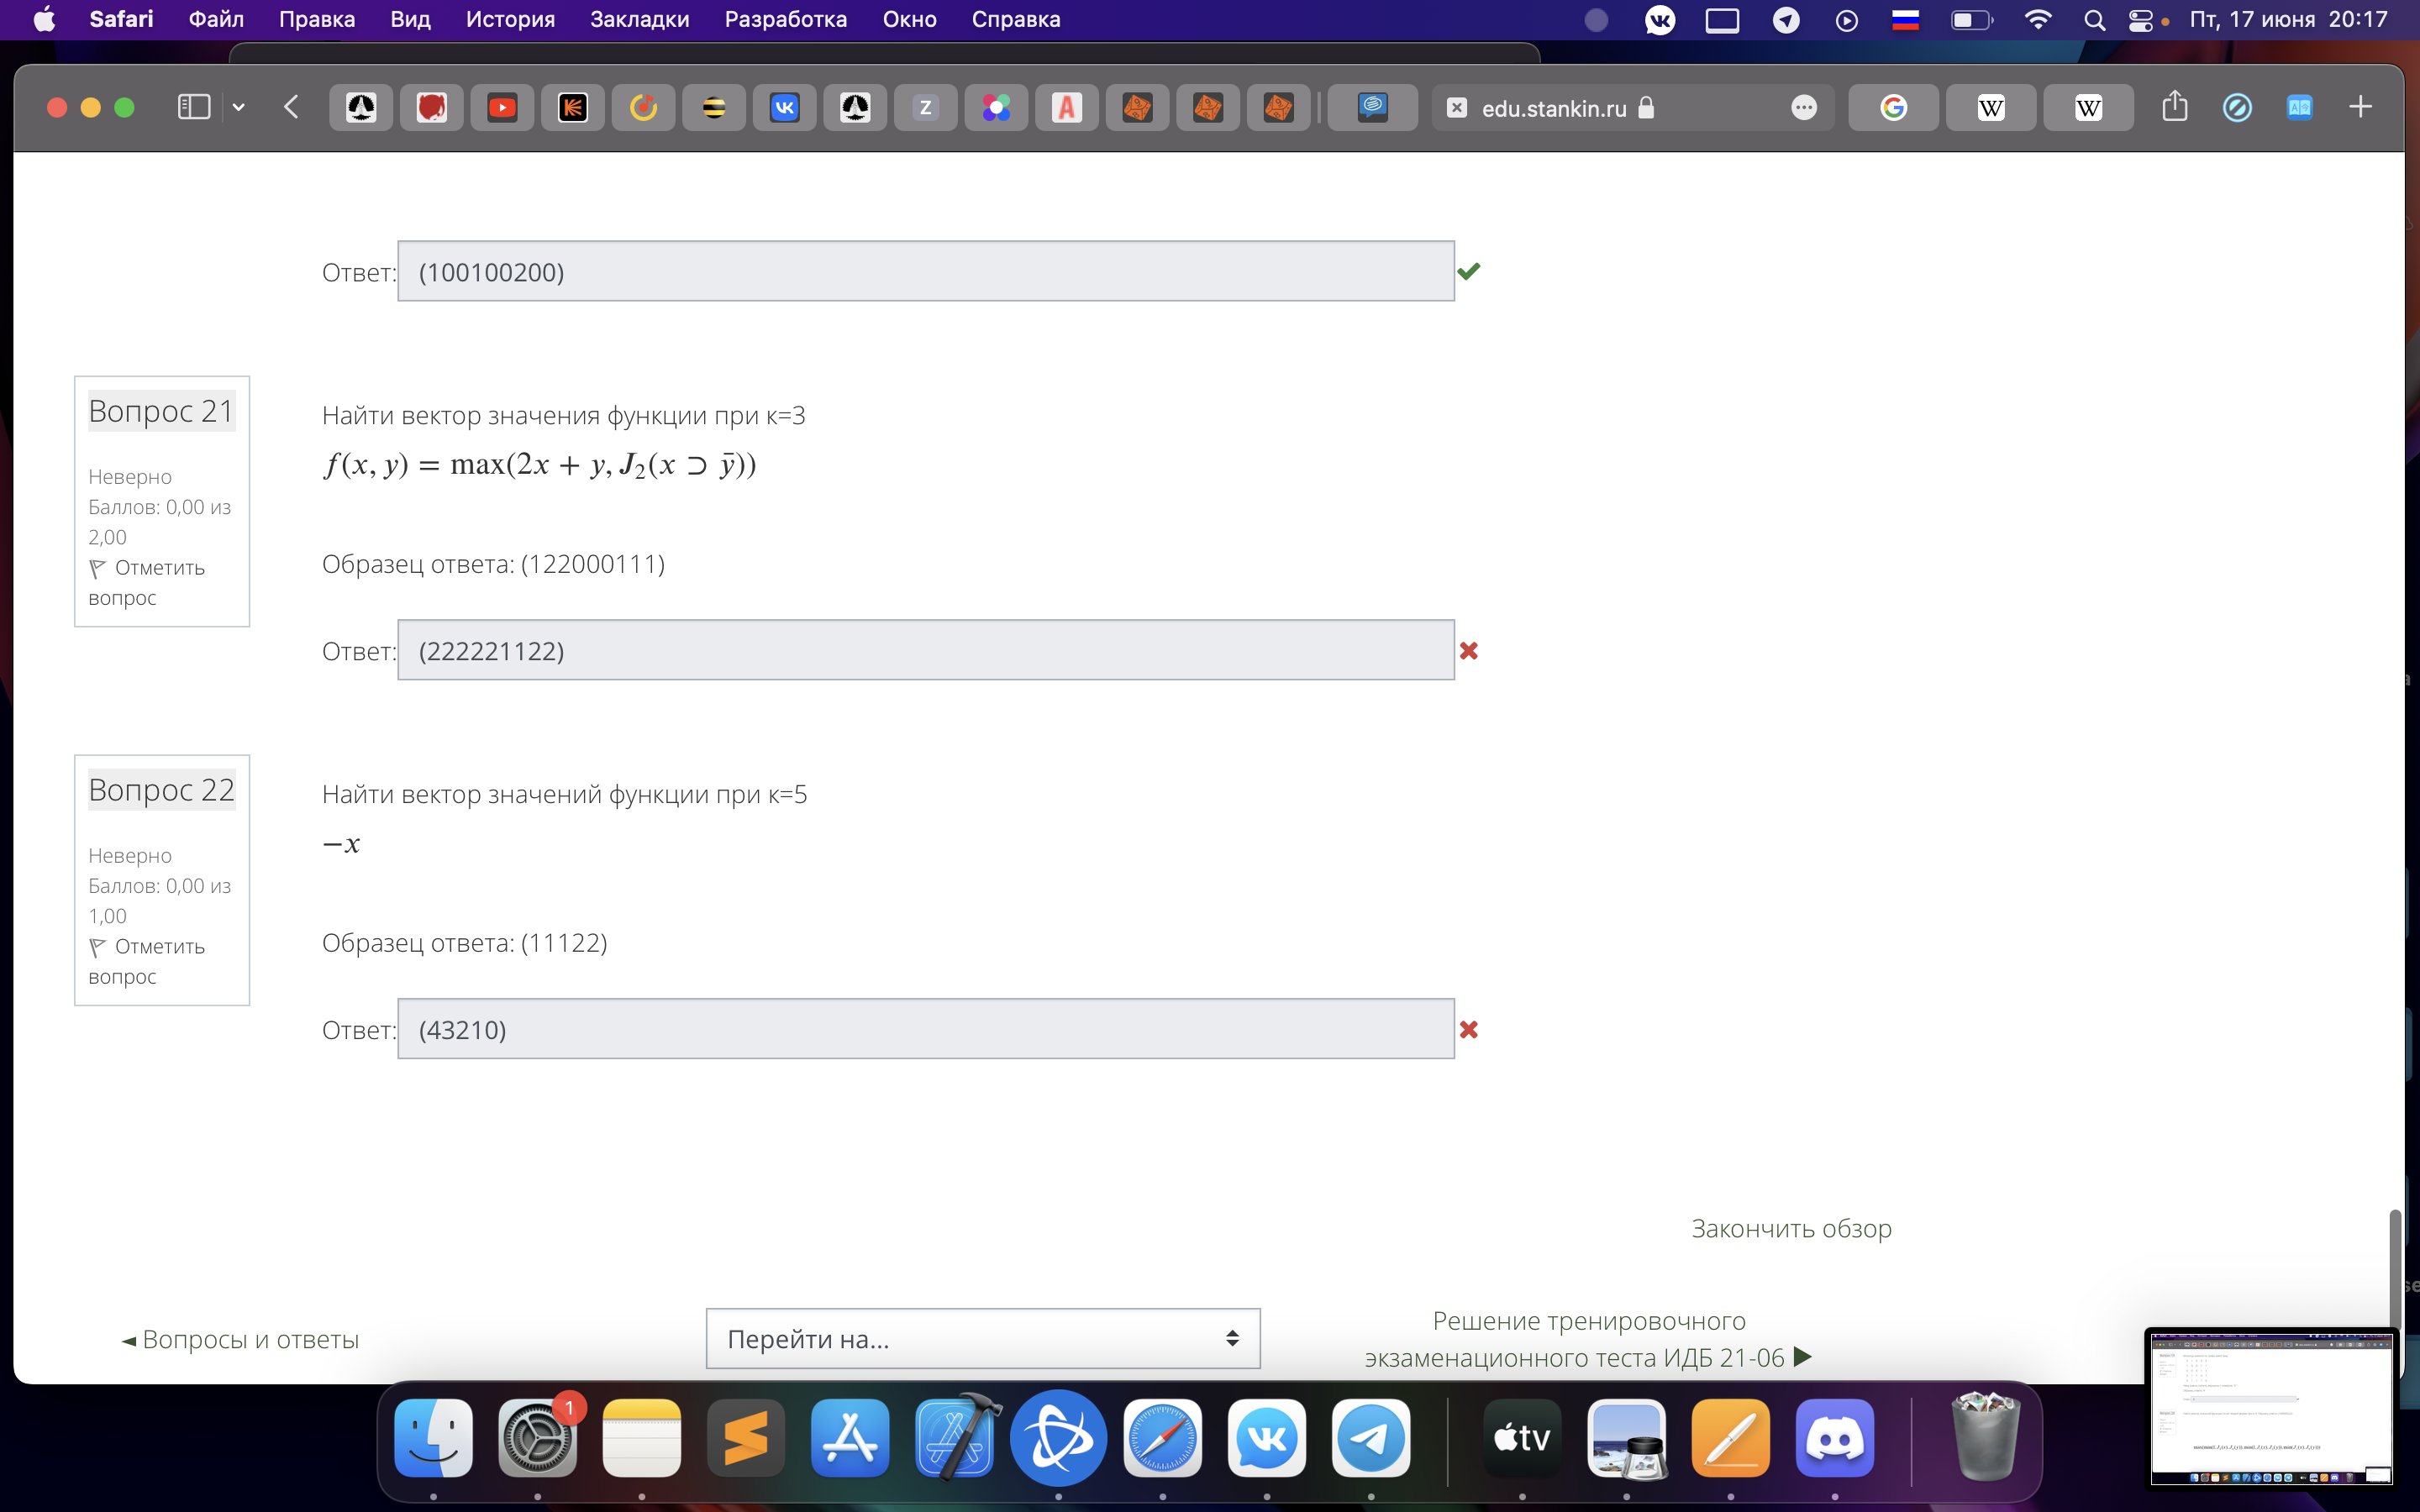 Safari Файл Правка Вид История Закладки Разработка Окно Справка Пт, 17 июня 20:17
edu.stankin.ru
Ответ: (100100200)
Вопрос 21
Неверно
Баллов: 0,00 из
2,00
Отметить
вопрос
Найти вектор значения функции при к=3
f(x, y) = max(2x + y, J₂(x ⊃ ȳ))
Образец ответа: (122000111)
Ответ: (222221122)
Вопрос 22
Неверно
Баллов: 0,00 из
1,00
Отметить
вопрос
Найти вектор значений функции при к=5
−x
Образец ответа: (11122)
Ответ: (43210)
Закончить обзор
◄ Вопросы и ответы
Перейти на...
Решение тренировочного
экзаменационного теста ИДБ 21-06 ►
1
tv